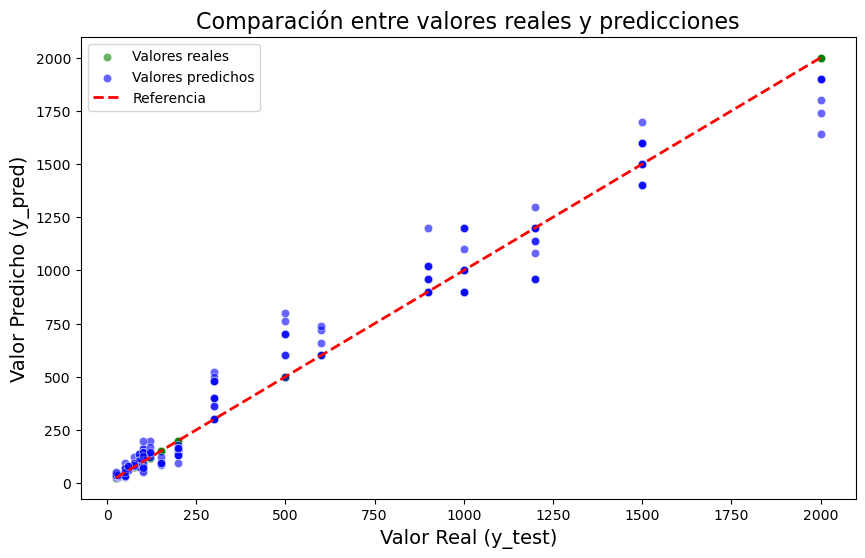 Comparación entre valores reales y predicciones
Valores reales
Valores predichos
Referencia
Valor Predicho (y_pred)
2000
1750
1500
1250
1000
750
500
250
0
0 250 500 750 1000 1250 1500 1750 2000
Valor Real (y_test)